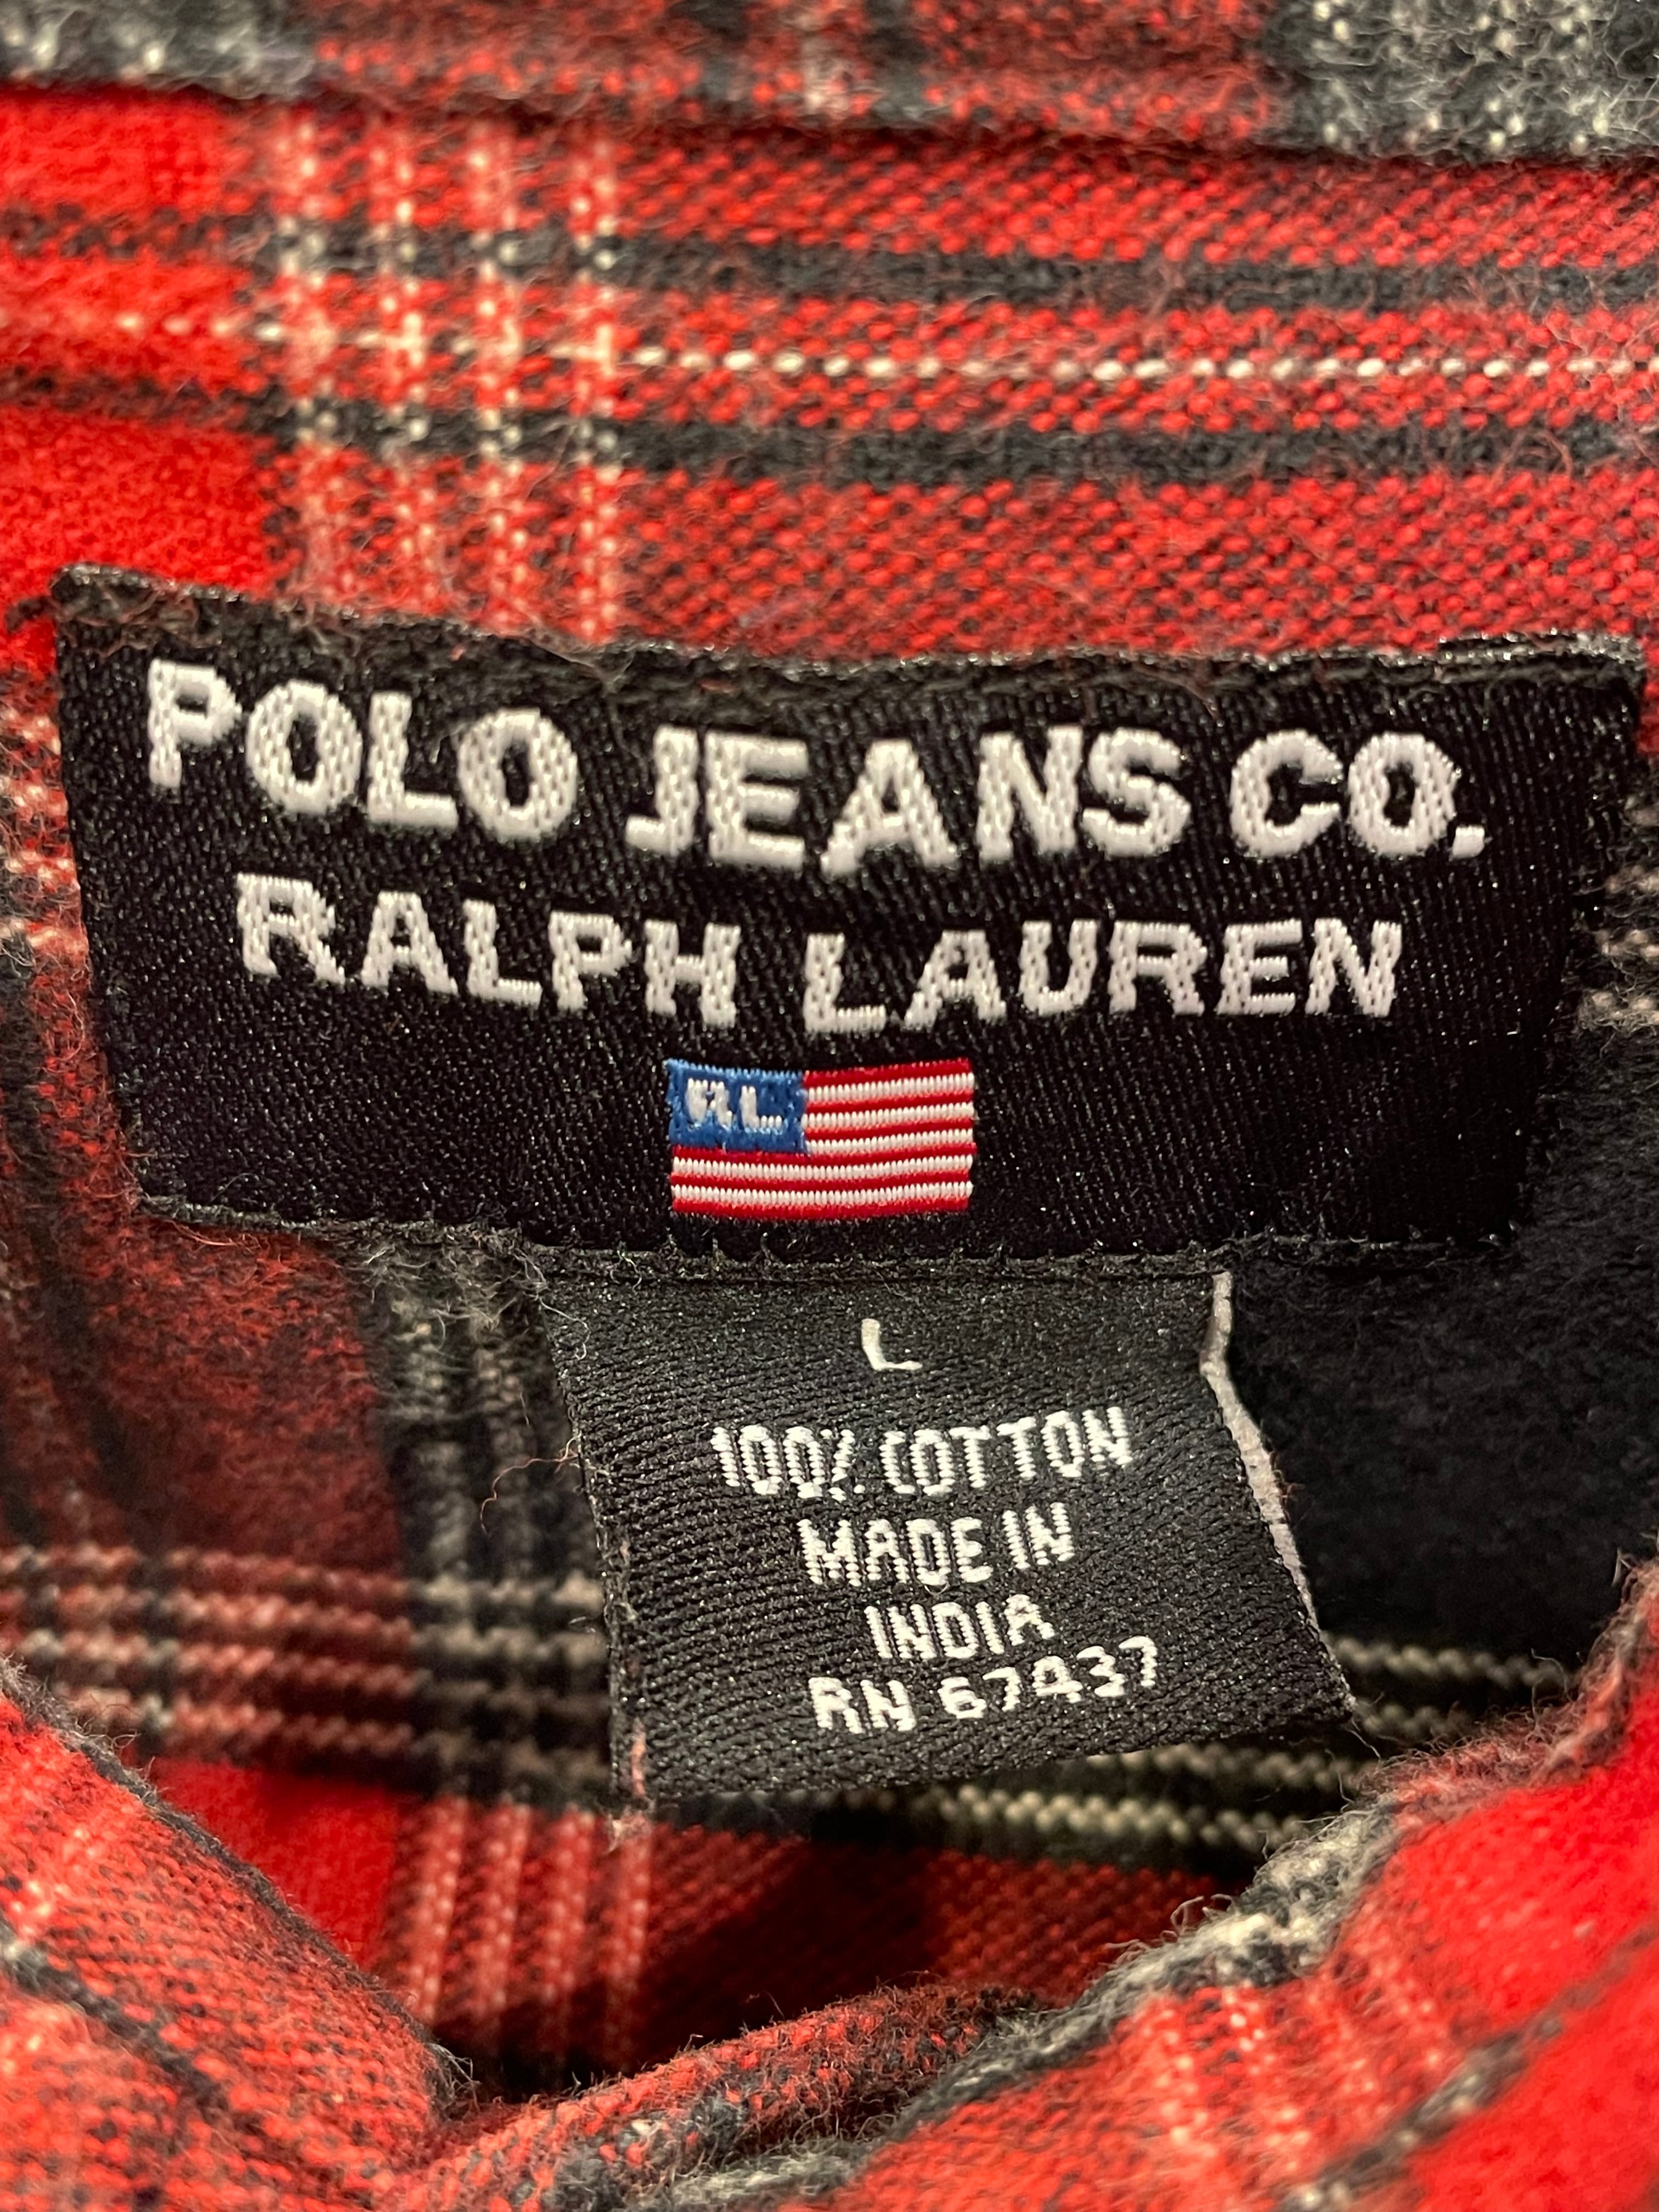 POLO JEANS CO.
RALPH LAUREN
RL
L
100% COTTON
MADE IN
INDIA
RN 67437